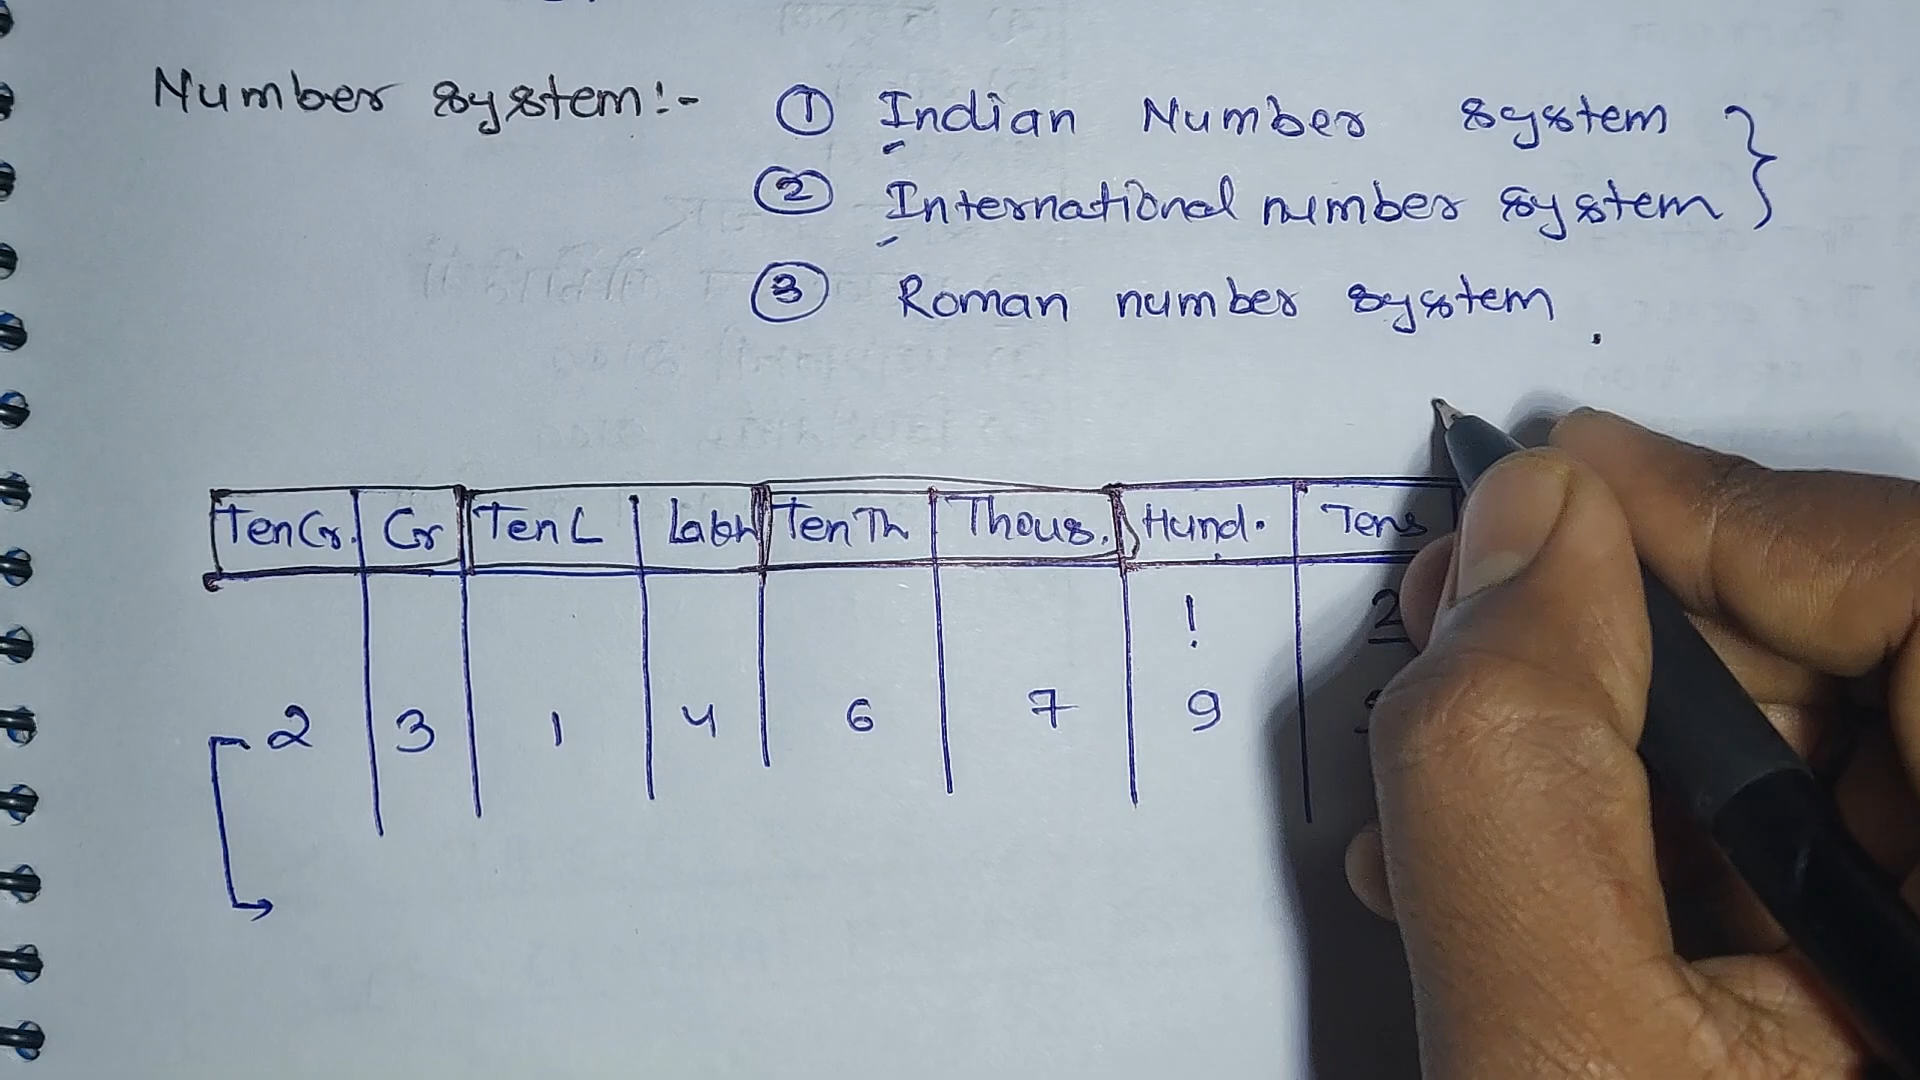 Number system:- ① Indian Number system
② International number system
③ Roman number system.
Ten Cr. Cr Ten L Lakh Ten Th Thous. Hund. Tens
! 2
2 3 1 4 6 7 9